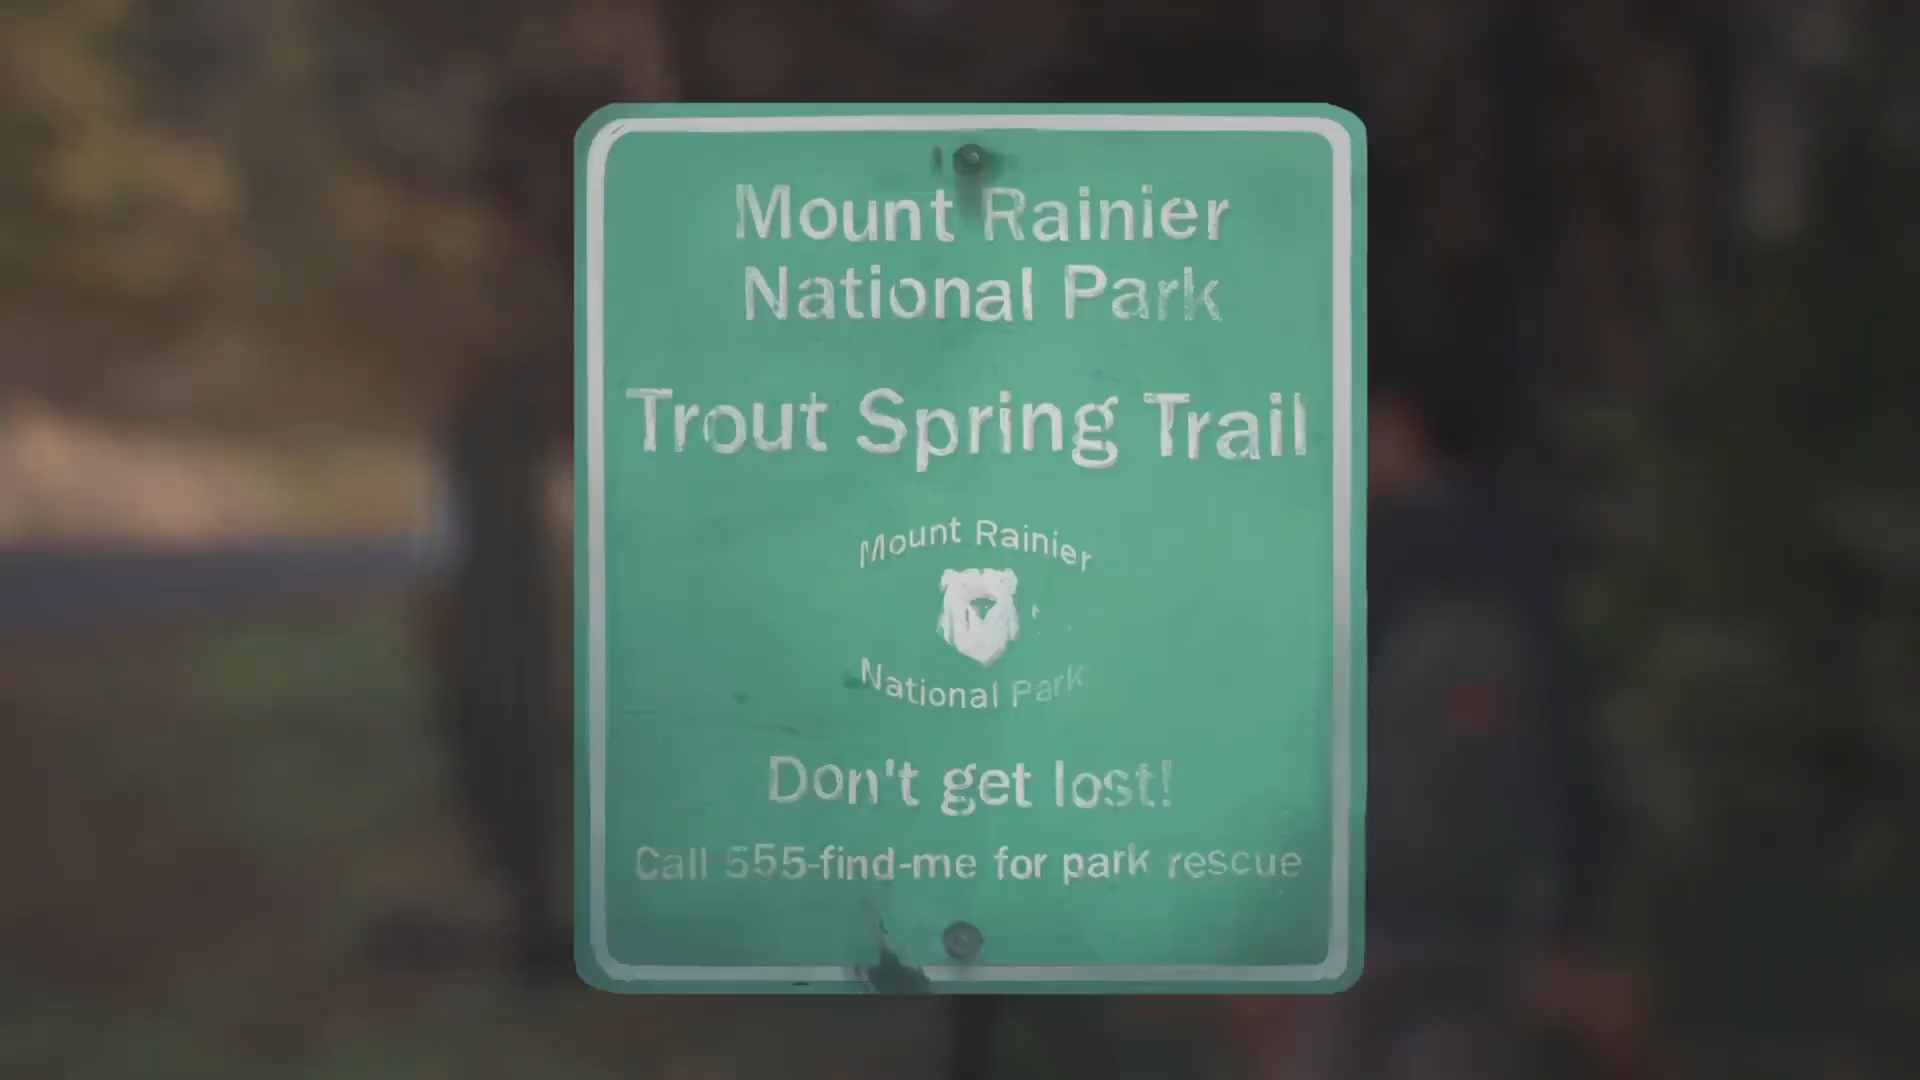 Mount Rainier
National Park
Trout Spring Trail
Mount Rainier
National Park
Don't get lost!
Call 555-find-me for park rescue